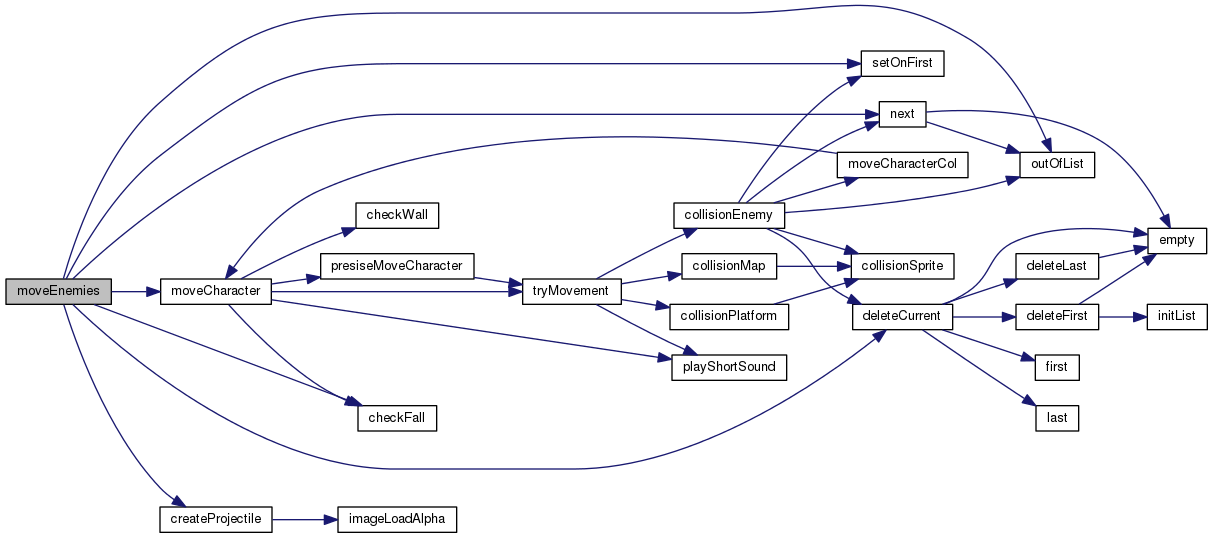 setOnFirst
next
moveCharacterCol
outOfList
checkWall
collisionEnemy
empty
presiseMoveCharacter
collisionMap
collisionSprite
deleteLast
moveEnemies
moveCharacter
tryMovement
collisionPlatform
deleteCurrent
deleteFirst
initList
playShortSound
first
checkFall
last
createProjectile
imageLoadAlpha